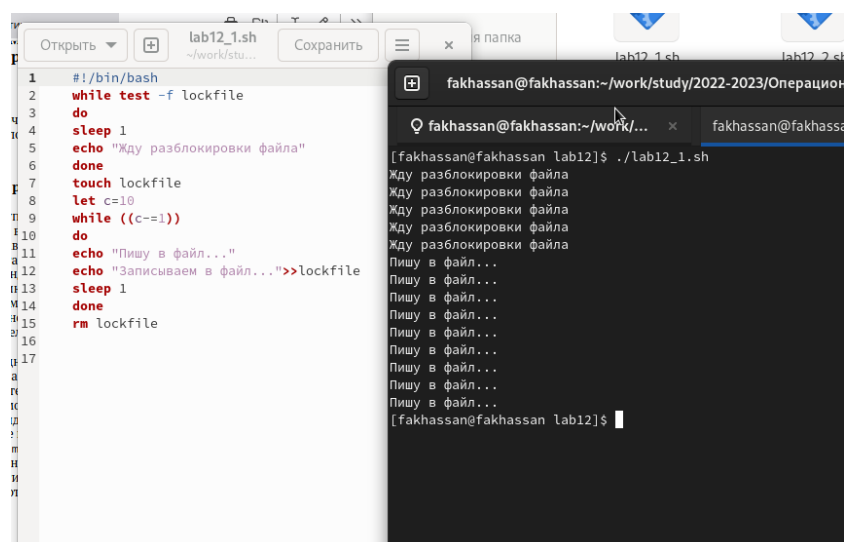 Открыть
lab12_1.sh
~/work/stu...
Сохранить
я папка
lab12_1.sh
lab12_2.sh
1 #!/bin/bash
2 while test -f lockfile
3 do
4 sleep 1
5 echo "Жду разблокировки файла"
6 done
7 touch lockfile
8 let c=10
9 while ((c-=1))
10 do
11 echo "Пишу в файл..."
12 echo "Записываем в файл...">>lockfile
13 sleep 1
14 done
15 rm lockfile
16
17
fakhassan@fakhassan:~/work/study/2022-2023/Операцион
fakhassan@fakhassan:~/work/...
fakhassan@fakhassa
[fakhassan@fakhassan lab12]$ ./lab12_1.sh
Жду разблокировки файла
Жду разблокировки файла
Жду разблокировки файла
Жду разблокировки файла
Жду разблокировки файла
Пишу в файл...
Пишу в файл...
Пишу в файл...
Пишу в файл...
Пишу в файл...
Пишу в файл...
Пишу в файл...
Пишу в файл...
Пишу в файл...
[fakhassan@fakhassan lab12]$